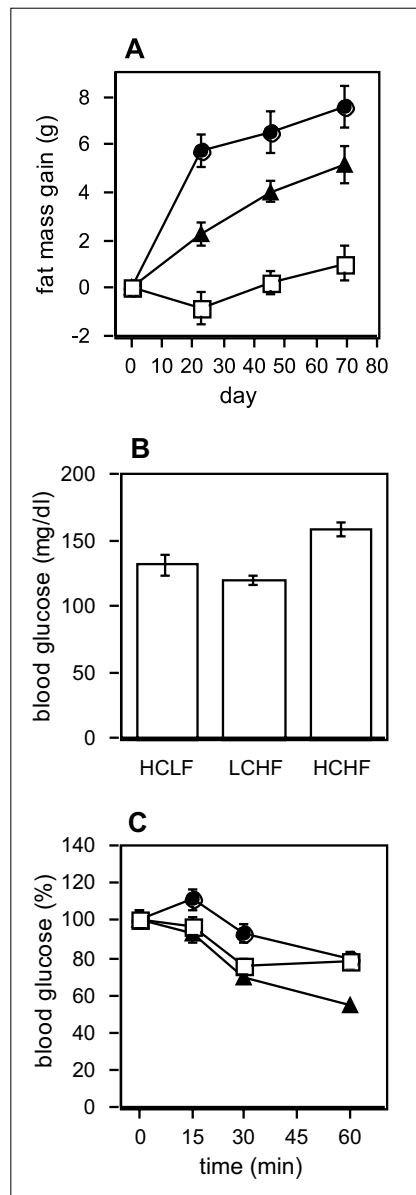 A
fat mass gain (g)
8
6
4
2
0
-2
0 10 20 30 40 50 60 70 80
day
B
blood glucose (mg/dl)
200
150
100
50
0
HCLF LCHF HCHF
C
blood glucose (%)
140
120
100
80
60
40
20
0
0 15 30 45 60
time (min)